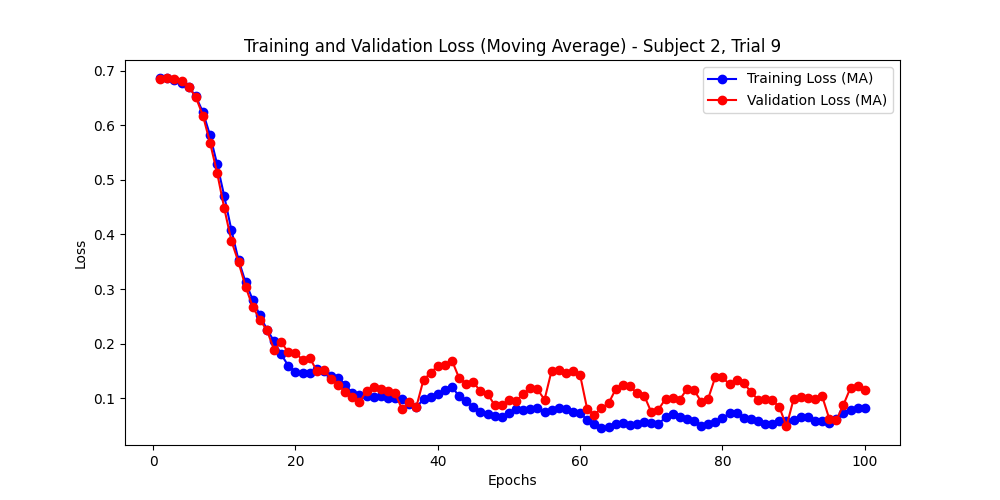 Training and Validation Loss (Moving Average) - Subject 2, Trial 9
Training Loss (MA)
Validation Loss (MA)
0.7
0.6
0.5
0.4
0.3
0.2
0.1
Loss
0 20 40 60 80 100
Epochs